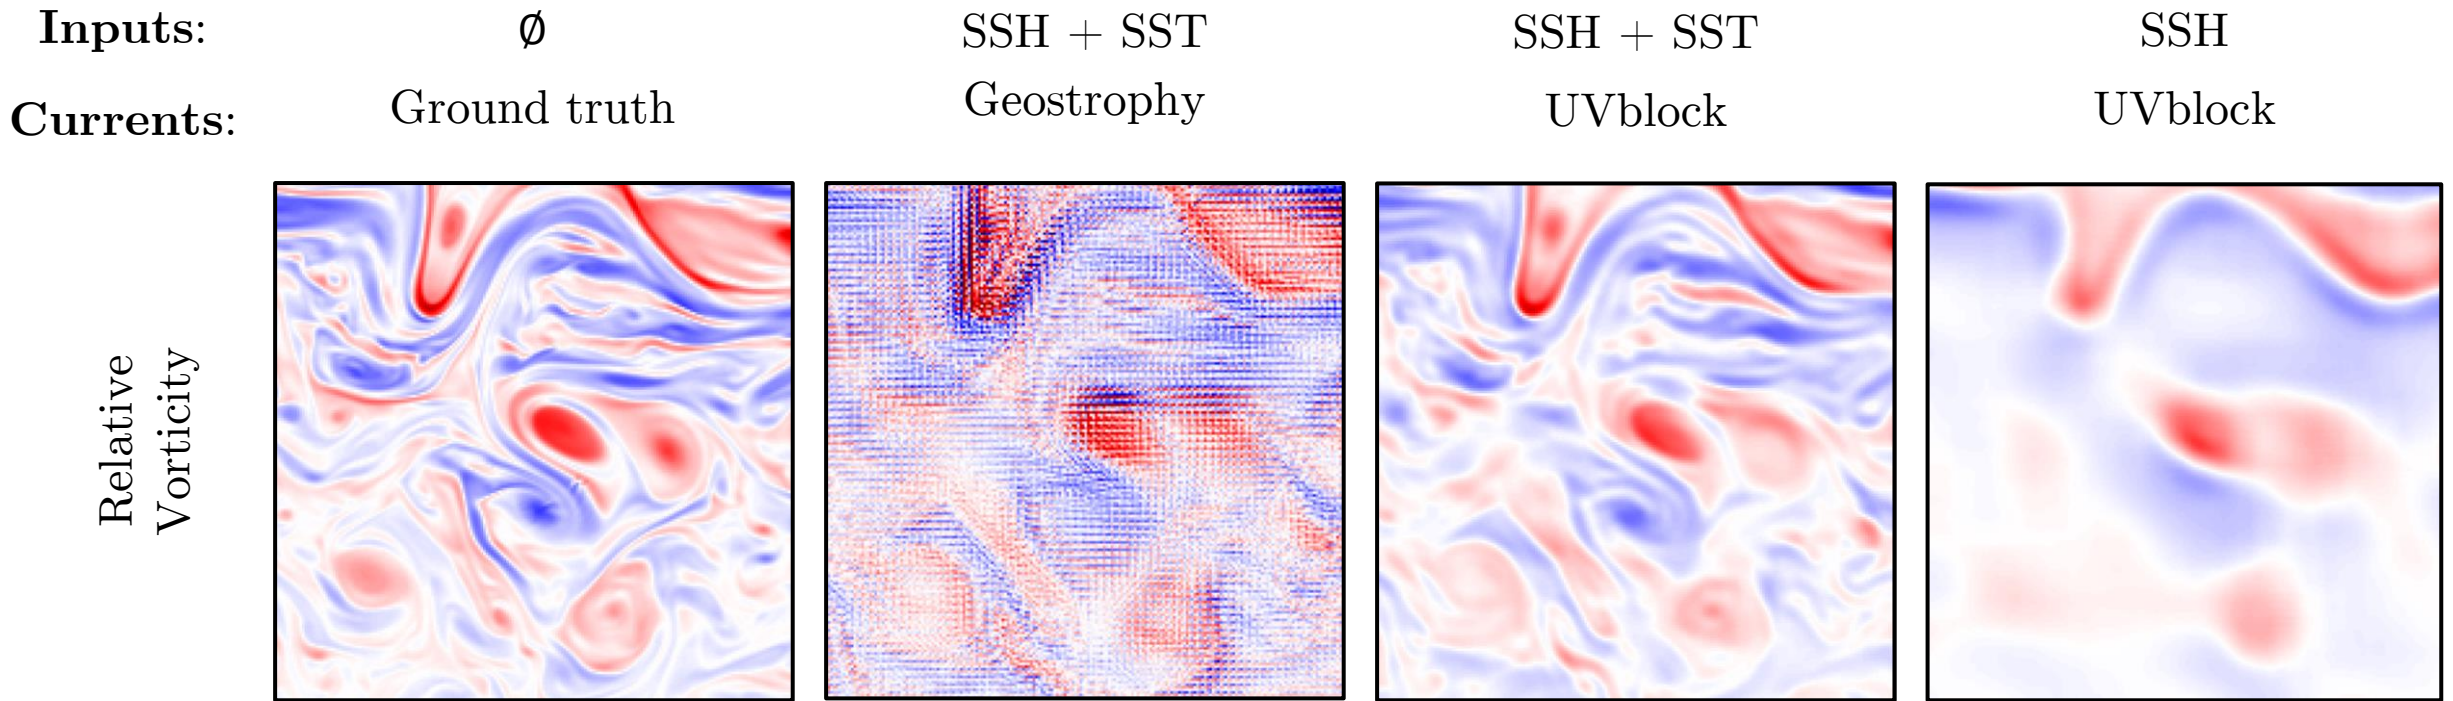 Inputs: ∅ SSH + SST SSH + SST SSH
Currents: Ground truth Geostrophy UVblock UVblock
Relative
Vorticity